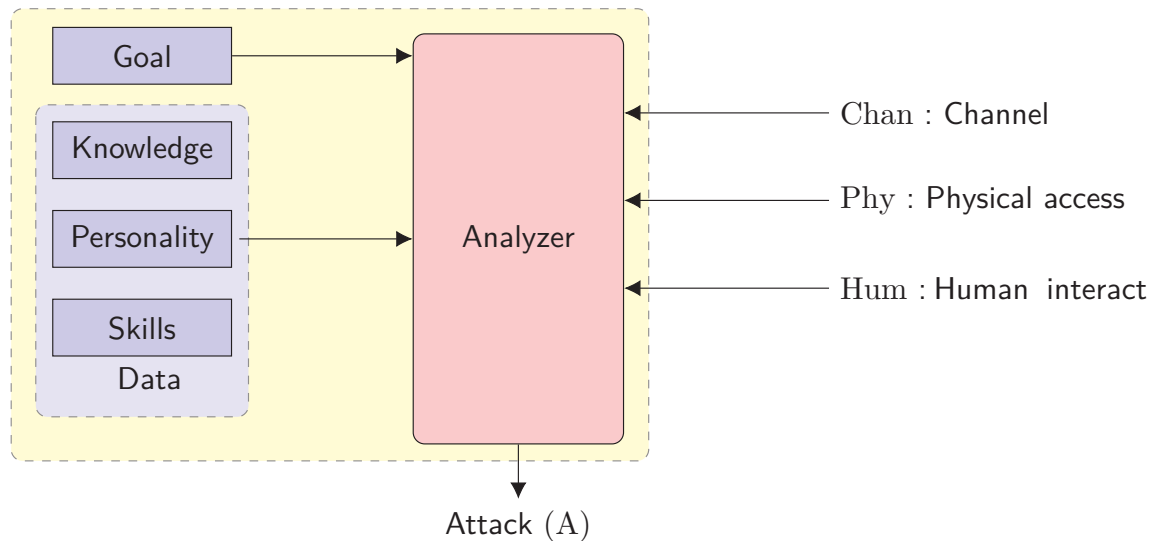 Goal
Knowledge
Personality
Skills
Data
Analyzer
Chan : Channel
Phy : Physical access
Hum : Human interact
Attack (A)